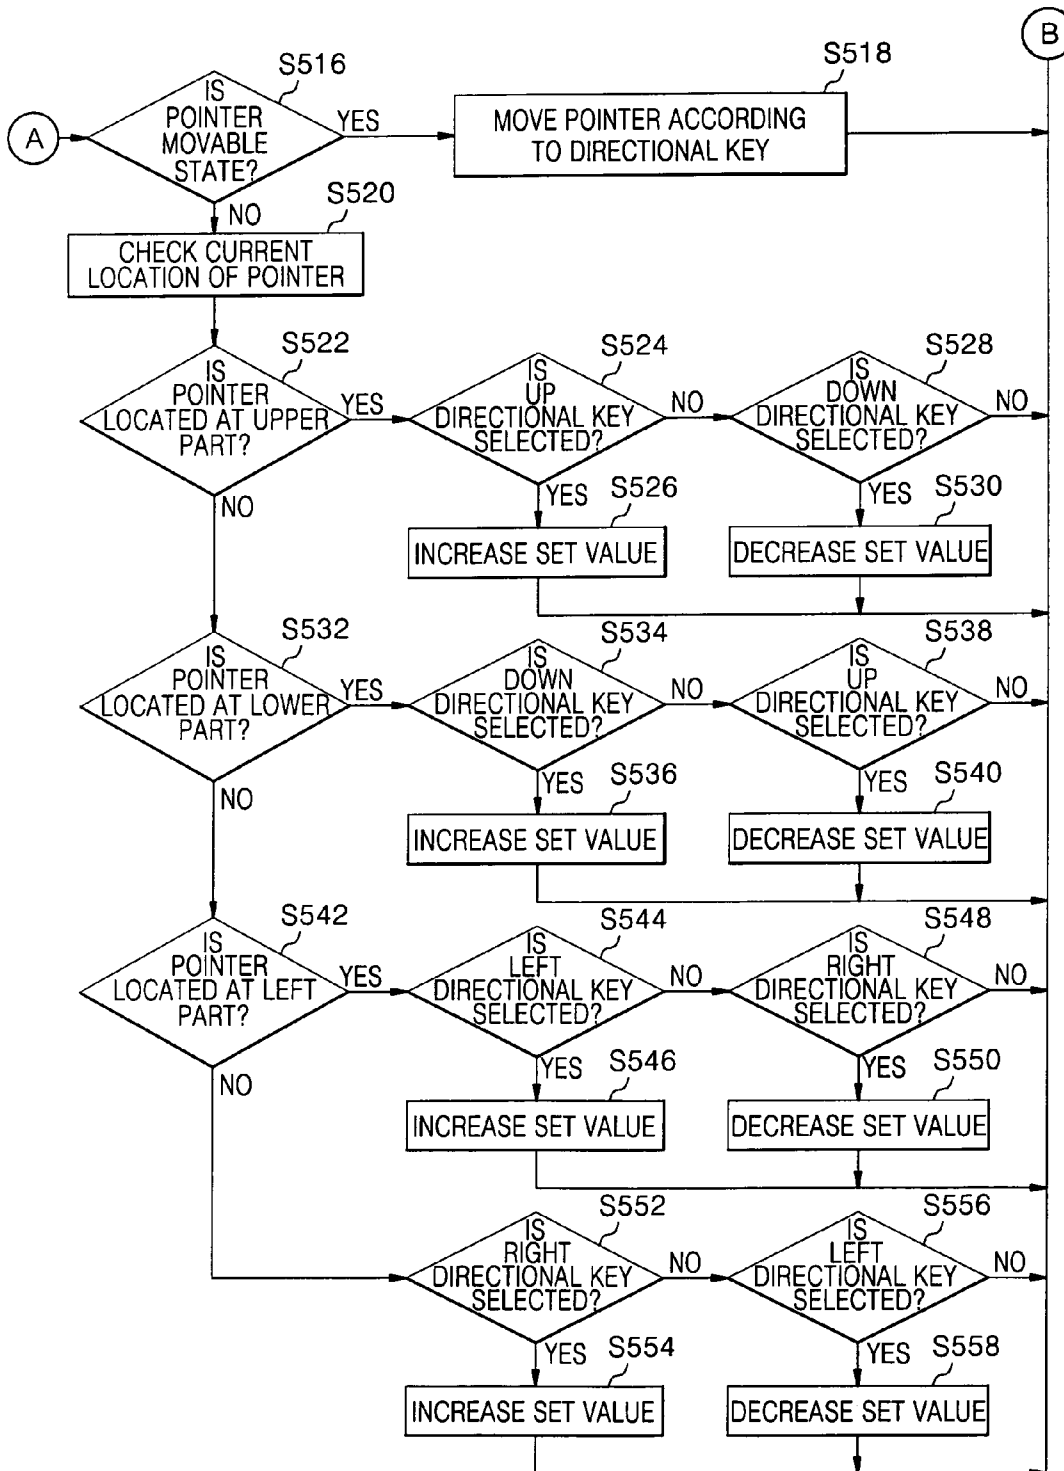 B
S516
S518
A
IS
POINTER
MOVABLE
STATE?
YES
MOVE POINTER ACCORDING
TO DIRECTIONAL KEY
NO
S520
CHECK CURRENT
LOCATION OF POINTER
S522
IS
POINTER
LOCATED AT UPPER
PART?
YES
NO
S524
IS
UP
DIRECTIONAL KEY
SELECTED?
NO
YES
S528
IS
DOWN
DIRECTIONAL KEY
SELECTED?
NO
YES
S526
INCREASE SET VALUE
S530
DECREASE SET VALUE
S532
IS
POINTER
LOCATED AT LOWER
PART?
YES
NO
S534
IS
DOWN
DIRECTIONAL KEY
SELECTED?
NO
YES
S538
IS
UP
DIRECTIONAL KEY
SELECTED?
NO
YES
S536
INCREASE SET VALUE
S540
DECREASE SET VALUE
S542
IS
POINTER
LOCATED AT LEFT
PART?
YES
NO
S544
IS
LEFT
DIRECTIONAL KEY
SELECTED?
NO
YES
S548
IS
RIGHT
DIRECTIONAL KEY
SELECTED?
NO
YES
S546
INCREASE SET VALUE
S550
DECREASE SET VALUE
S552
IS
RIGHT
DIRECTIONAL KEY
SELECTED?
NO
YES
S556
IS
LEFT
DIRECTIONAL KEY
SELECTED?
NO
YES
S554
INCREASE SET VALUE
S558
DECREASE SET VALUE